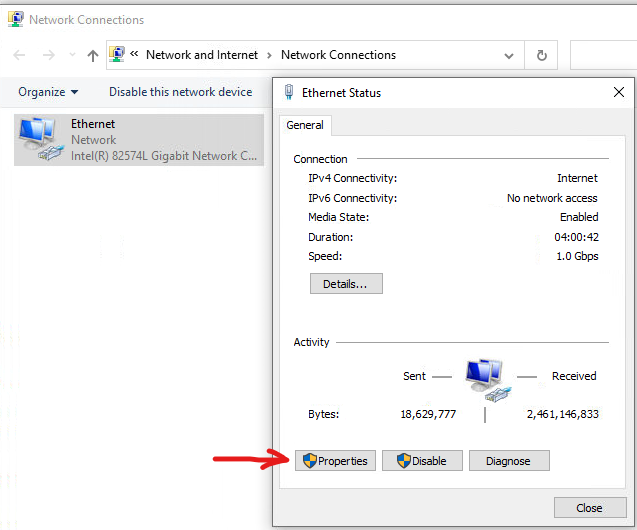 Network Connections
« Network and Internet › Network Connections
Organize Disable this network device
Ethernet
Network
Intel(R) 82574L Gigabit Network C...
Ethernet Status
General
Connection
IPv4 Connectivity: Internet
IPv6 Connectivity: No network access
Media State: Enabled
Duration: 04:00:42
Speed: 1.0 Gbps
Details...
Activity
Sent — — Received
Bytes: 18,629,777 | 2,461,146,833
Properties Disable Diagnose
Close